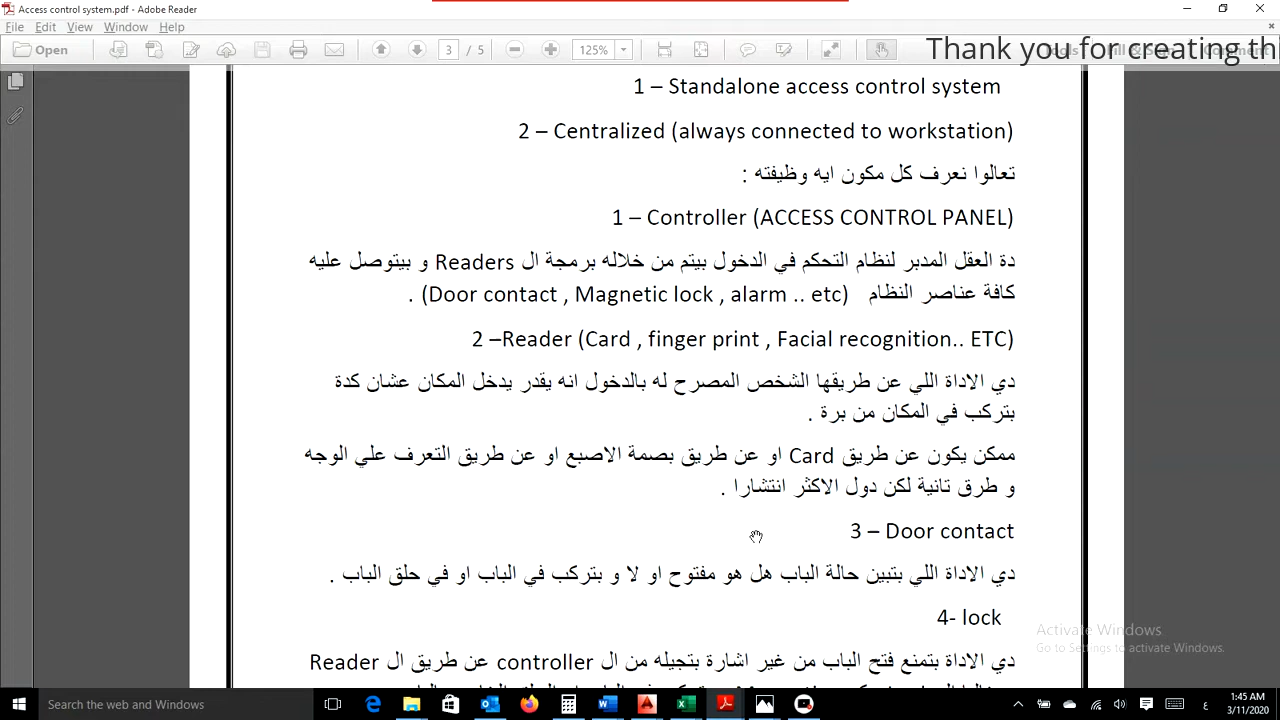 Access control system.pdf - Adobe Reader
File Edit View Window Help
Open 3 / 5 125%
Thank you for creating th
1 – Standalone access control system
2 – Centralized (always connected to workstation)
تعالوا نعرف كل مكون ايه وظيفته :
1 – Controller (ACCESS CONTROL PANEL)
دة العقل المدبر لنظام التحكم في الدخول بيتم من خلاله برمجة ال Readers و بيتوصل عليه
كافة عناصر النظام (Door contact , Magnetic lock , alarm .. etc) .
2 –Reader (Card , finger print , Facial recognition.. ETC)
دي الاداة اللي عن طريقها الشخص المصرح له بالدخول انه يقدر يدخل المكان عشان كدة
بتركب في المكان من برة .
ممكن يكون عن طريق Card او عن طريق بصمة الاصبع او عن طريق التعرف علي الوجه
و طرق تانية لكن دول الاكثر انتشارا .
3 – Door contact
دي الاداة اللي بتبين حالة الباب هل هو مفتوح او لا و بتركب في الباب او في حلق الباب .
4- lock
دي الاداة بتمنع فتح الباب من غير اشارة بتجيله من ال controller عن طريق ال Reader
Activate Windows
Go to Settings to activate Windows.
Search the web and Windows
1:45 AM
3/11/2020